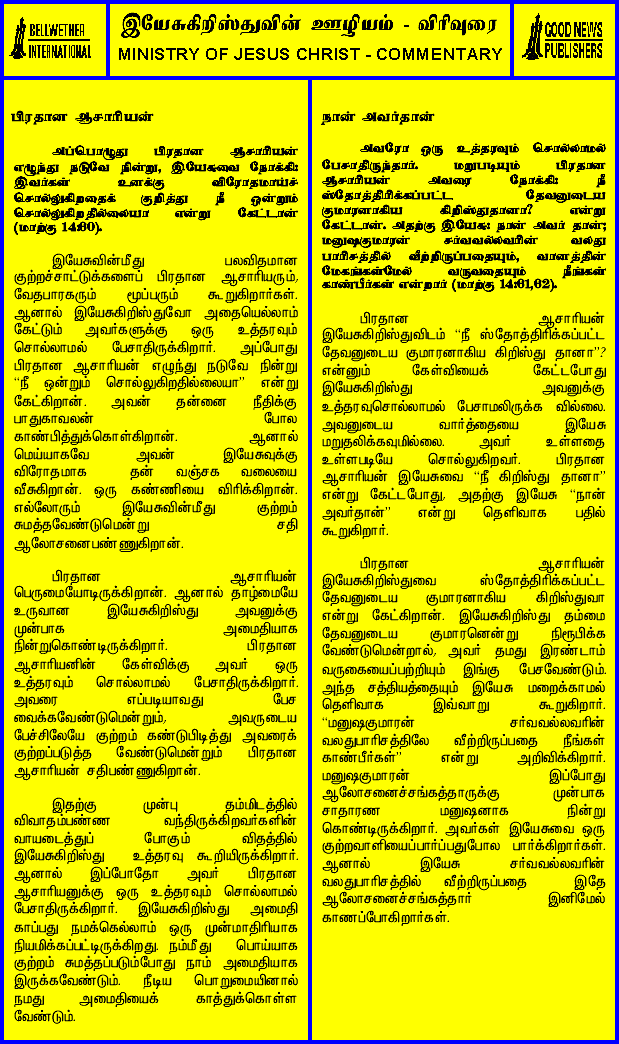 BELLWETHER
INTERNATIONAL
இயேசுகிறிஸ்துவின் ஊழியம் - விரிவுரை
MINISTRY OF JESUS CHRIST - COMMENTARY
GOOD NEWS
PUBLISHERS
பிரதான ஆசாரியன்
அப்பொழுது பிரதான ஆசாரியன்
எழுந்து நடுவே நின்று, இயேசுவை நோக்கி:
இவர்கள் உனக்கு விரோதமாய்ச்
சொல்லுகிறதைக் குறித்து நீ ஒன்றும்
சொல்லுகிறதில்லையா என்று கேட்டான்
(மாற்கு 14:60).
இயேசுவின்மீது பலவிதமான
குற்றச்சாட்டுக்களைப் பிரதான ஆசாரியரும்,
வேதபாரகரும் மூப்பரும் கூறுகிறார்கள்.
ஆனால் இயேசுகிறிஸ்துவோ அதையெல்லாம்
கேட்டும் அவர்களுக்கு ஒரு உத்தரவும்
சொல்லாமல் பேசாதிருக்கிறார். அப்போது
பிரதான ஆசாரியன் எழுந்து நடுவே நின்று
“நீ ஒன்றும் சொல்லுகிறதில்லையா” என்று
கேட்கிறான். அவன் தன்னை நீதிக்கு
பாதுகாவலன் போல
காண்பித்துக்கொள்கிறான். ஆனால்
மெய்யாகவே அவன் இயேசுவுக்கு
விரோதமாக தன் வஞ்சக வலையை
வீசுகிறான். ஒரு கண்ணியை விரிக்கிறான்.
எல்லோரும் இயேசுவின்மீது குற்றம்
சுமத்தவேண்டுமென்று சதி
ஆலோசனைபண்ணுகிறான்.
பிரதான ஆசாரியன்
பெருமையோடிருக்கிறான். ஆனால் தாழ்மையே
உருவான இயேசுகிறிஸ்து அவனுக்கு
முன்பாக அமைதியாக
நின்றுகொண்டிருக்கிறார். பிரதான
ஆசாரியனின் கேள்விக்கு அவர் ஒரு
உத்தரவும் சொல்லாமல் பேசாதிருக்கிறார்.
அவரை எப்படியாவது பேச
வைக்கவேண்டுமென்றும், அவருடைய
பேச்சிலேயே குற்றம் கண்டுபிடித்து அவரைக்
குற்றப்படுத்த வேண்டுமென்றும் பிரதான
ஆசாரியன் சதிபண்ணுகிறான்.
இதற்கு முன்பு தம்மிடத்தில்
விவாதம்பண்ண வந்திருக்கிறவர்களின்
வாயடைத்துப் போகும் விதத்தில்
இயேசுகிறிஸ்து உத்தரவு கூறியிருக்கிறார்.
ஆனால் இப்போதோ அவர் பிரதான
ஆசாரியனுக்கு ஒரு உத்தரவும் சொல்லாமல்
பேசாதிருக்கிறார். இயேசுகிறிஸ்து அமைதி
காப்பது நமக்கெல்லாம் ஒரு முன்மாதிரியாக
நியமிக்கப்பட்டிருக்கிறது. நம்மீது பொய்யாக
குற்றம் சுமத்தப்படும்போது நாம் அமைதியாக
இருக்கவேண்டும். நீடிய பொறுமையினால்
நமது அமைதியைக் காத்துக்கொள்ள
வேண்டும்.
நான் அவர்தான்
அவரோ ஒரு உத்தரவும் சொல்லாமல்
பேசாதிருந்தார். மறுபடியும் பிரதான
ஆசாரியன் அவரை நோக்கி: நீ
ஸ்தோத்திரிக்கப்பட்ட தேவனுடைய
குமாரனாகிய கிறிஸ்துதானா? என்று
கேட்டான். அதற்கு இயேசு: நான் அவர் தான்;
மனுஷகுமாரன் சர்வவல்லவரின் வலது
பாரிசத்தில் வீற்றிருப்பதையும், வானத்தின்
மேகங்கள்மேல் வருவதையும் நீங்கள்
காண்பீர்கள் என்றார் (மாற்கு 14:61,62).
பிரதான ஆசாரியன்
இயேசுகிறிஸ்துவிடம் “நீ ஸ்தோத்திரிக்கப்பட்ட
தேவனுடைய குமாரனாகிய கிறிஸ்து தானா”?
என்னும் கேள்வியைக் கேட்டபோது
இயேசுகிறிஸ்து அவனுக்கு
உத்தரவுசொல்லாமல் பேசாமலிருக்க வில்லை.
அவனுடைய வார்த்தையை இயேசு
மறுதலிக்கவுமில்லை. அவர் உள்ளதை
உள்ளபடியே சொல்லுகிறவர். பிரதான
ஆசாரியன் இயேசுவை “நீ கிறிஸ்து தானா”
என்று கேட்டபோது, அதற்கு இயேசு “நான்
அவர்தான்” என்று தெளிவாக பதில்
கூறுகிறார்.
பிரதான ஆசாரியன்
இயேசுகிறிஸ்துவை ஸ்தோத்திரிக்கப்பட்ட
தேவனுடைய குமாரனாகிய கிறிஸ்துவா
என்று கேட்கிறான். இயேசுகிறிஸ்து தம்மை
தேவனுடைய குமாரனென்று நிரூபிக்க
வேண்டுமென்றால், அவர் தமது இரண்டாம்
வருகையைப்பற்றியும் இங்கு பேசவேண்டும்.
அந்த சத்தியத்தையும் இயேசு மறைக்காமல்
தெளிவாக இவ்வாறு கூறுகிறார்.
“மனுஷகுமாரன் சர்வவல்லவரின்
வலதுபாரிசத்திலே வீற்றிருப்பதை நீங்கள்
காண்பீர்கள்” என்று அறிவிக்கிறார்.
மனுஷகுமாரன் இப்போது
ஆலோசனைச்சங்கத்தாருக்கு முன்பாக
சாதாரண மனுஷனாக நின்று
கொண்டிருக்கிறார். அவர்கள் இயேசுவை ஒரு
குற்றவாளியைப்பார்ப்பதுபோல பார்க்கிறார்கள்.
ஆனால் இயேசு சர்வவல்லவரின்
வலதுபாரிசத்தில் வீற்றிருப்பதை இதே
ஆலோசனைச்சங்கத்தார் இனிமேல்
காணப்போகிறார்கள்.